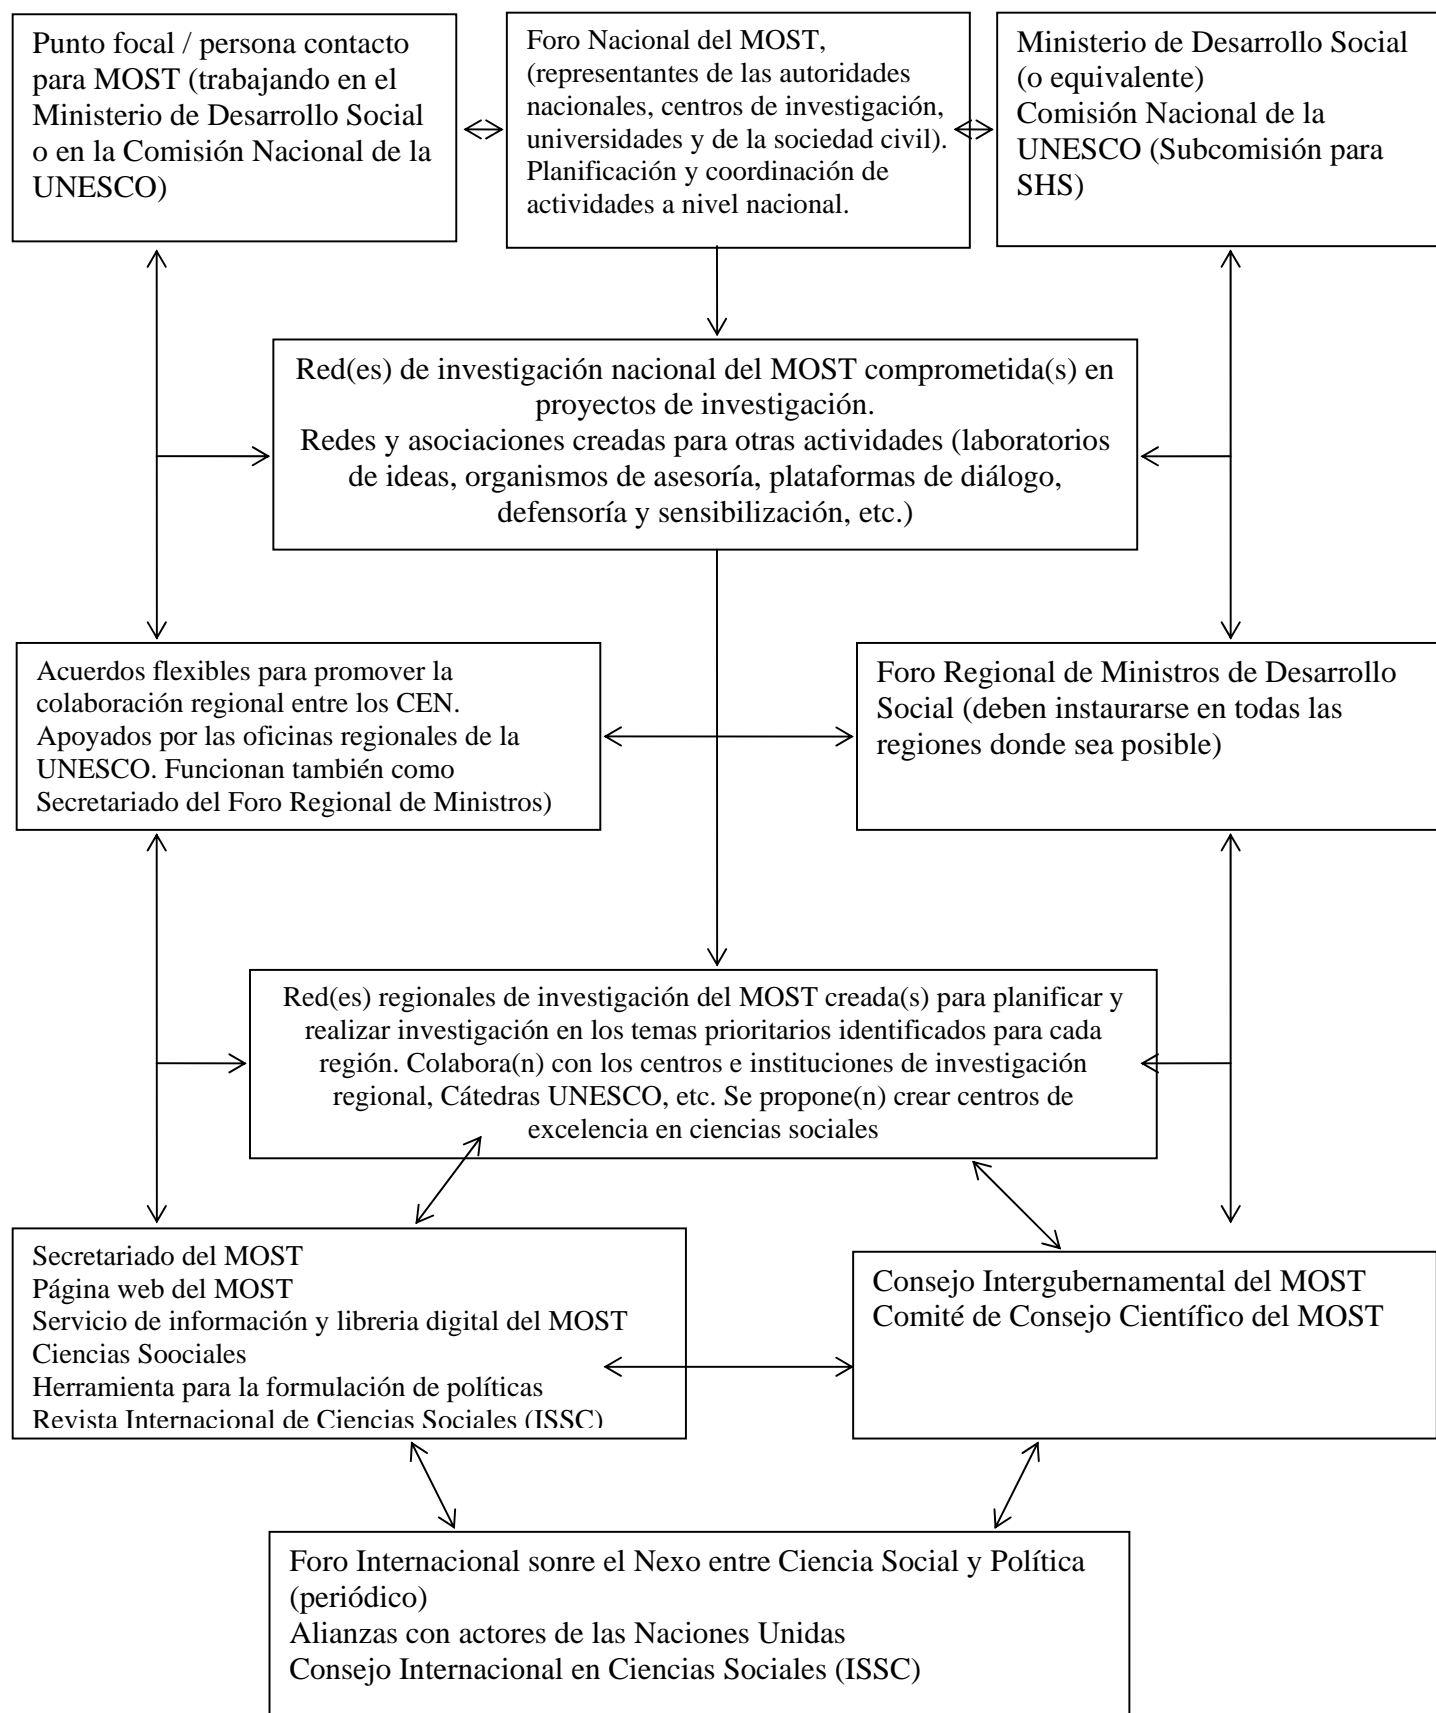 Punto focal / persona contacto
para MOST (trabajando en el
Ministerio de Desarrollo Social
o en la Comisión Nacional de la
UNESCO)
Foro Nacional del MOST,
(representantes de las autoridades
nacionales, centros de investigación,
universidades y de la sociedad civil).
Planificación y coordinación de
actividades a nivel nacional.
Ministerio de Desarrollo Social
(o equivalente)
Comisión Nacional de la
UNESCO (Subcomisión para
SHS)
Red(es) de investigación nacional del MOST comprometida(s) en
proyectos de investigación.
Redes y asociaciones creadas para otras actividades (laboratorios
de ideas, organismos de asesoría, plataformas de diálogo,
defensoría y sensibilización, etc.)
Acuerdos flexibles para promover la
colaboración regional entre los CEN.
Apoyados por las oficinas regionales de la
UNESCO. Funcionan también como
Secretariado del Foro Regional de Ministros)
Foro Regional de Ministros de Desarrollo
Social (deben instaurarse en todas las
regiones donde sea posible)
Red(es) regionales de investigación del MOST creada(s) para planificar y
realizar investigación en los temas prioritarios identificados para cada
región. Colabora(n) con los centros e instituciones de investigación
regional, Cátedras UNESCO, etc. Se propone(n) crear centros de
excelencia en ciencias sociales
Secretariado del MOST
Página web del MOST
Servicio de información y libreria digital del MOST
Ciencias Soociales
Herramienta para la formulación de políticas
Revista Internacional de Ciencias Sociales (ISSC)
Consejo Intergubernamental del MOST
Comité de Consejo Científico del MOST
Foro Internacional sonre el Nexo entre Ciencia Social y Política
(periódico)
Alianzas con actores de las Naciones Unidas
Consejo Internacional en Ciencias Sociales (ISSC)